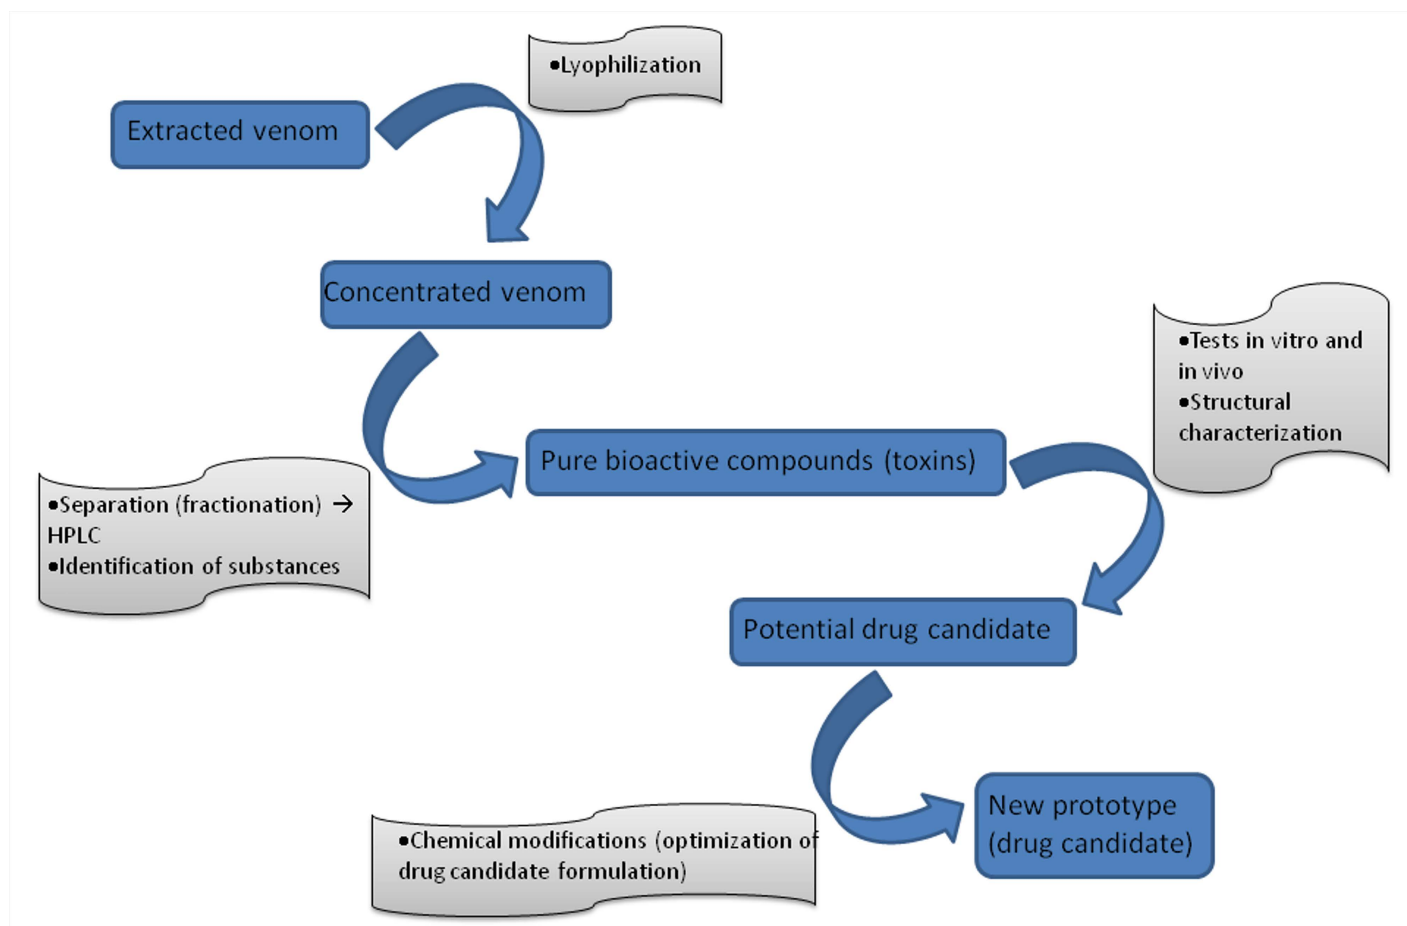 •Lyophilization
Extracted venom
Concentrated venom
•Tests in vitro and
in vivo
•Structural
characterization
Pure bioactive compounds (toxins)
•Separation (fractionation) →
HPLC
•Identification of substances
Potential drug candidate
New prototype
(drug candidate)
•Chemical modifications (optimization of
drug candidate formulation)